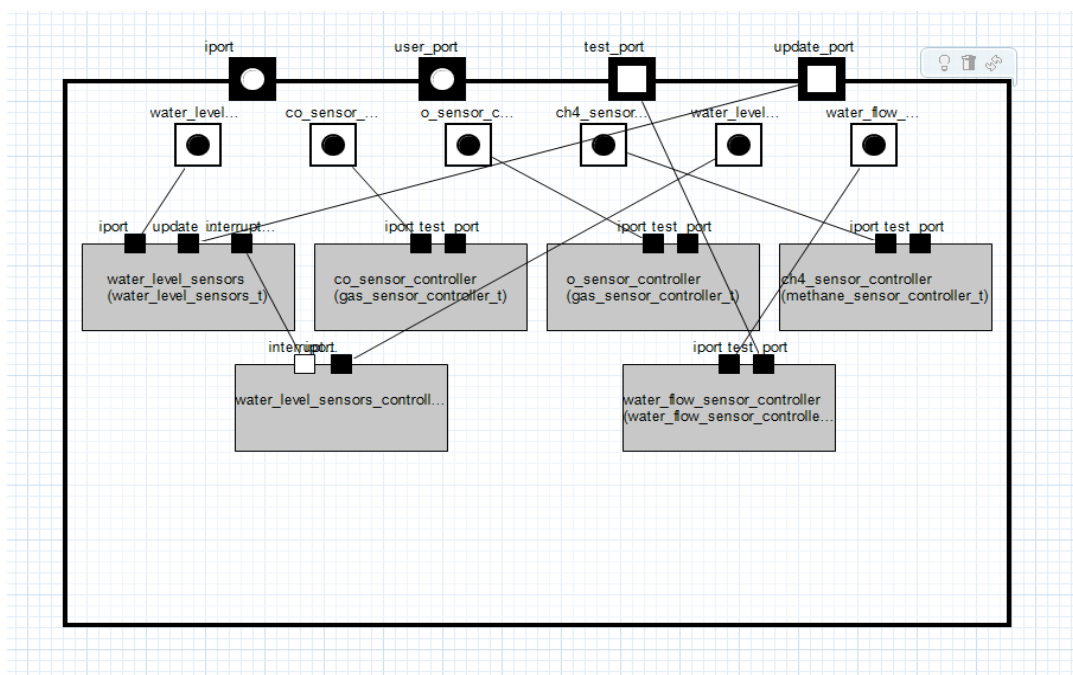 iport
user_port
test_port
update_port
water_level...
co_sensor_...
o_sensor_c...
ch4_sensor...
water_level...
water_flow_...
iport
update
interrupt...
iport test_port
iport test_port
iport test_port
water_level_sensors
(water_level_sensors_t)
co_sensor_controller
(gas_sensor_controller_t)
o_sensor_controller
(gas_sensor_controller_t)
ch4_sensor_controller
(methane_sensor_controller_t)
iport.
iport test_port
water_level_sensors_controll...
water_flow_sensor_controller
(water_flow_sensor_controlle...